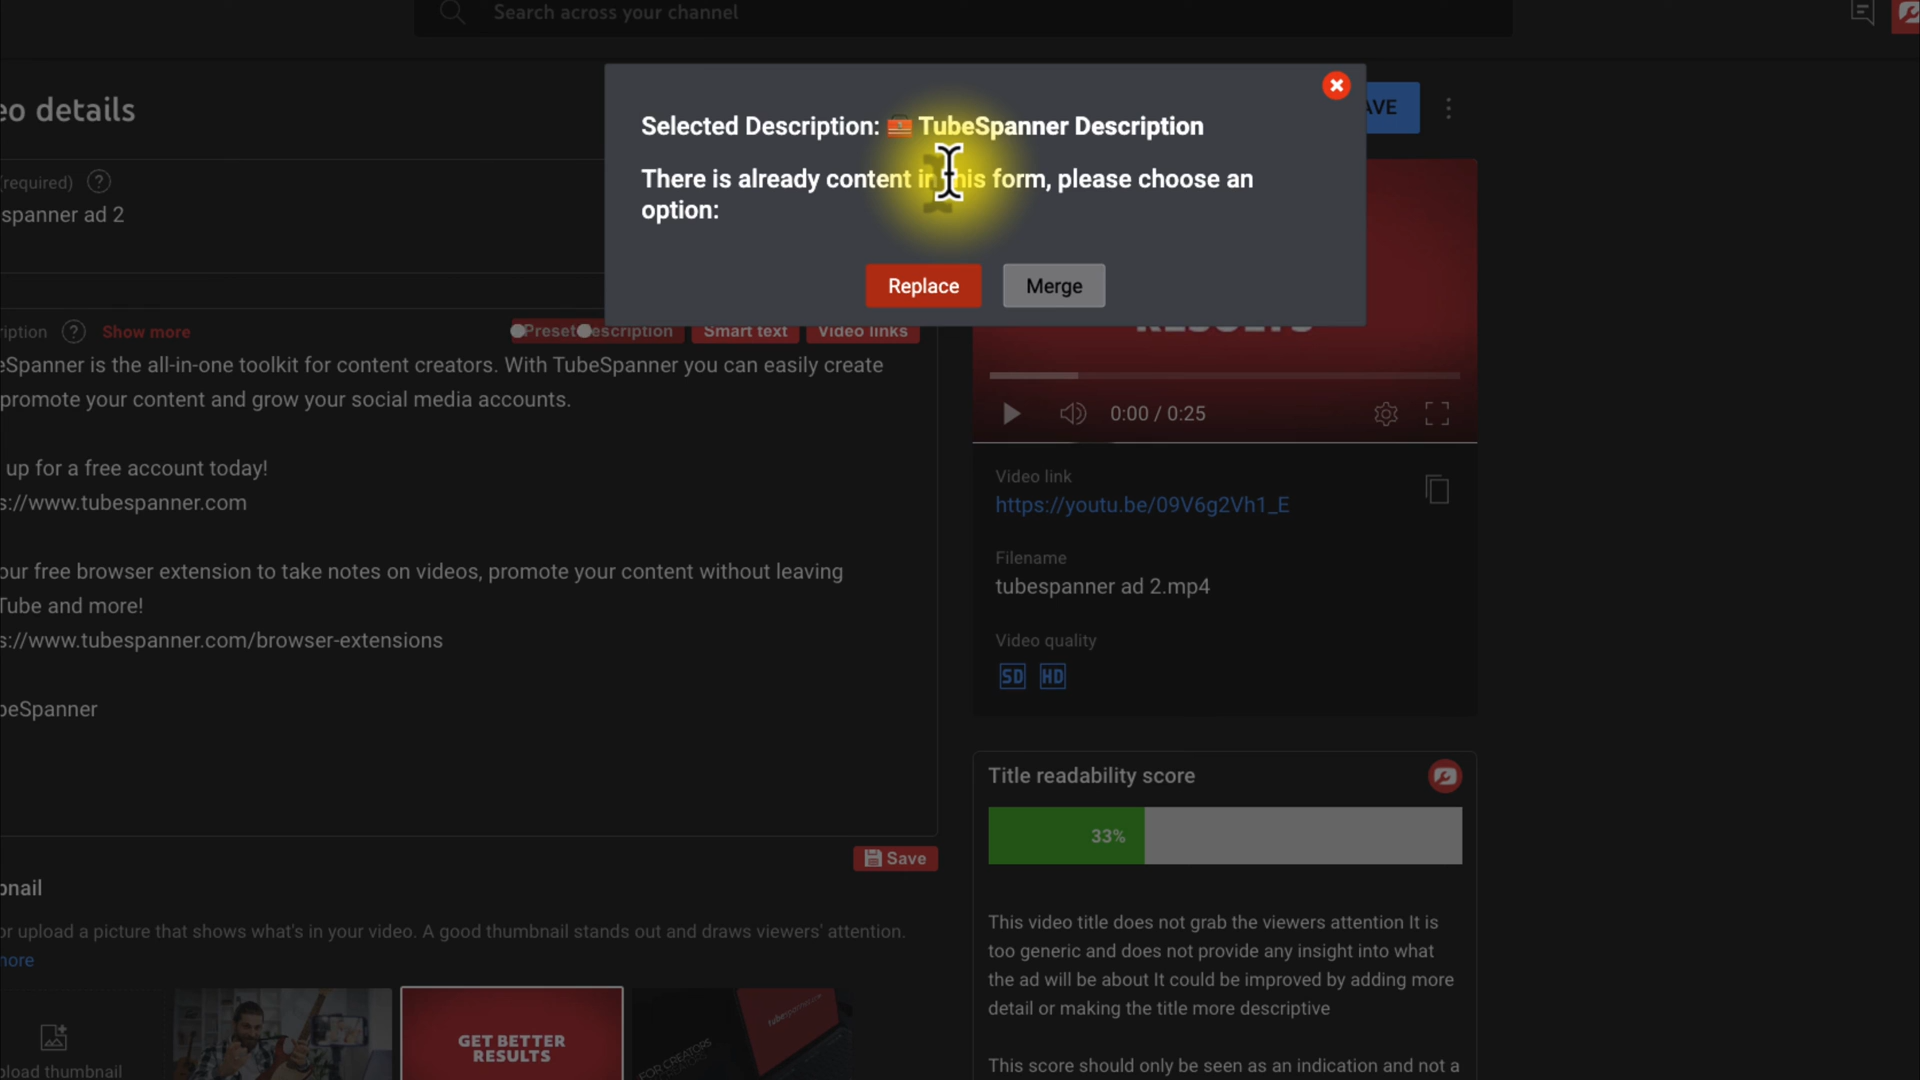 Search across your channel
eo details
AVE
Selected Description: TubeSpanner Description
There is already content in this form, please choose an
option:
Replace
Merge
(required) ?
spanner ad 2
ription ? Show more
Preset Description
Smart text
Video links
eSpanner is the all-in-one toolkit for content creators. With TubeSpanner you can easily create
promote your content and grow your social media accounts.
up for a free account today!
s://www.tubespanner.com
our free browser extension to take notes on videos, promote your content without leaving
Tube and more!
s://www.tubespanner.com/browser-extensions
beSpanner
Save
RESULTS
0:00 / 0:25
Video link
https://youtu.be/09V6g2Vh1_E
Filename
tubespanner ad 2.mp4
Video quality
SD HD
Title readability score
33%
This video title does not grab the viewers attention It is
too generic and does not provide any insight into what
the ad will be about It could be improved by adding more
detail or making the title more descriptive
This score should only be seen as an indication and not a
bnail
or upload a picture that shows what's in your video. A good thumbnail stands out and draws viewers' attention.
more
pload thumbnail
GET BETTER
RESULTS
FOR CREATORS